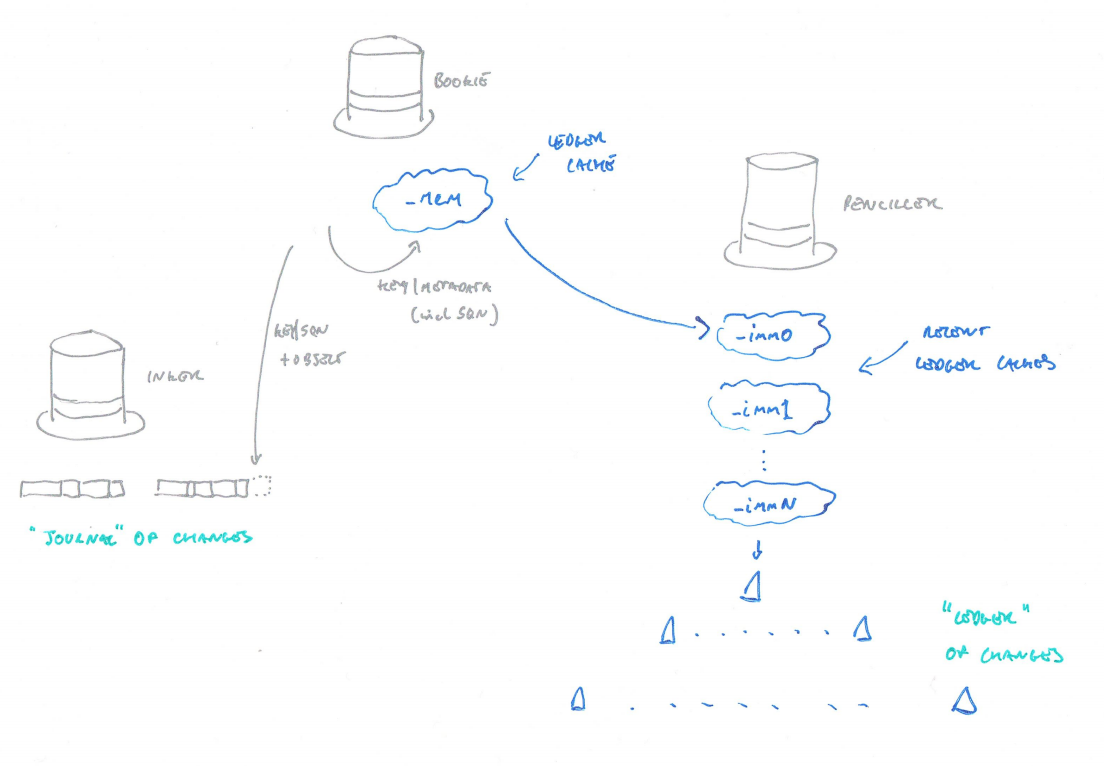 BOOKIE
LEDGER
CACHE
_MEM
PENCILLER
KEY/METADATA
(incl SQN)
KEY/SQN
+ OBJECT
INKER
_imm0
RECENT
LEDGER CACHES
_imm1
_immN
"JOURNAL" OF CHANGES
"LEDGER"
OF CHANGES